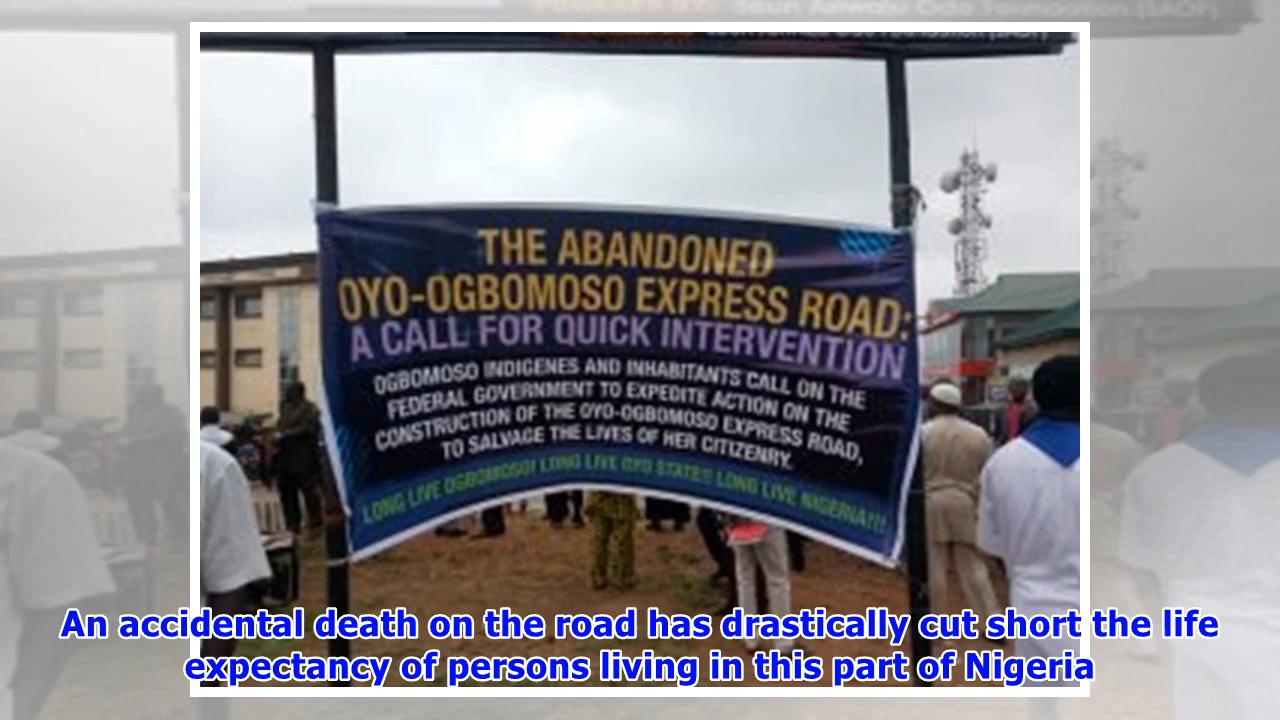 THE ABANDONED
OYO-OGBOMOSO EXPRESS ROAD:
A CALL FOR QUICK INTERVENTION
OGBOMOSO INDIGENES AND INHABITANTS CALL ON THE
FEDERAL GOVERNMENT TO EXPEDITE ACTION ON THE
CONSTRUCTION OF THE OYO-OGBOMOSO EXPRESS ROAD,
TO SALVAGE THE LIVES OF HER CITIZENRY.
LONG LIVE OGBOMOSO! LONG LIVE OYO STATE!! LONG LIVE NIGERIA!!!
An accidental death on the road has drastically cut short the life
expectancy of persons living in this part of Nigeria